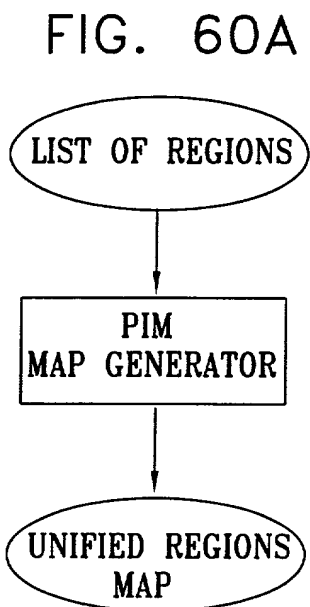 FIG. 60A
LIST OF REGIONS
PIM
MAP GENERATOR
UNIFIED REGIONS
MAP